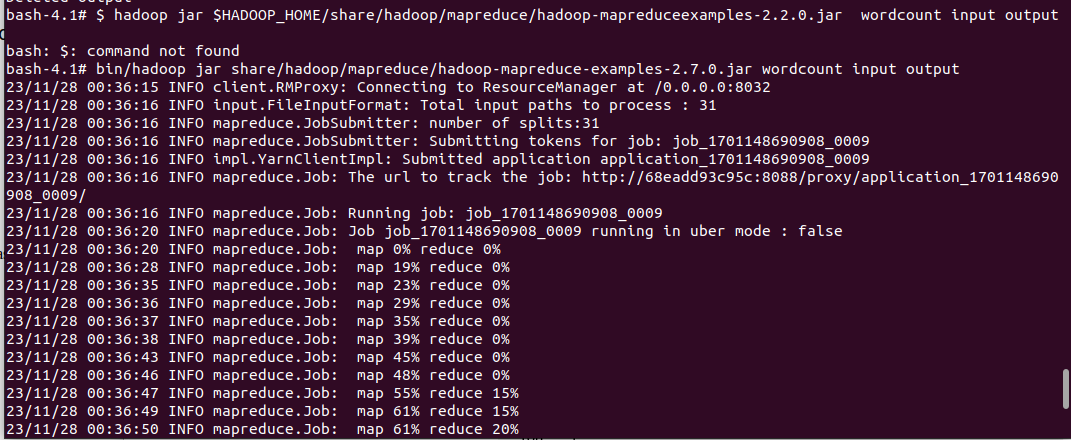 Deleted output
bash-4.1# $ hadoop jar $HADOOP_HOME/share/hadoop/mapreduce/hadoop-mapreduceexamples-2.2.0.jar  wordcount input output
bash: $: command not found
bash-4.1# bin/hadoop jar share/hadoop/mapreduce/hadoop-mapreduce-examples-2.7.0.jar wordcount input output
23/11/28 00:36:15 INFO client.RMProxy: Connecting to ResourceManager at /0.0.0.0:8032
23/11/28 00:36:16 INFO input.FileInputFormat: Total input paths to process : 31
23/11/28 00:36:16 INFO mapreduce.JobSubmitter: number of splits:31
23/11/28 00:36:16 INFO mapreduce.JobSubmitter: Submitting tokens for job: job_1701148690908_0009
23/11/28 00:36:16 INFO impl.YarnClientImpl: Submitted application application_1701148690908_0009
23/11/28 00:36:16 INFO mapreduce.Job: The url to track the job: http://68eadd93c95c:8088/proxy/application_1701148690
908_0009/
23/11/28 00:36:16 INFO mapreduce.Job: Running job: job_1701148690908_0009
23/11/28 00:36:20 INFO mapreduce.Job: Job job_1701148690908_0009 running in uber mode : false
23/11/28 00:36:20 INFO mapreduce.Job:  map 0% reduce 0%
23/11/28 00:36:28 INFO mapreduce.Job:  map 19% reduce 0%
23/11/28 00:36:35 INFO mapreduce.Job:  map 23% reduce 0%
23/11/28 00:36:36 INFO mapreduce.Job:  map 29% reduce 0%
23/11/28 00:36:37 INFO mapreduce.Job:  map 35% reduce 0%
23/11/28 00:36:38 INFO mapreduce.Job:  map 39% reduce 0%
23/11/28 00:36:43 INFO mapreduce.Job:  map 45% reduce 0%
23/11/28 00:36:46 INFO mapreduce.Job:  map 48% reduce 0%
23/11/28 00:36:47 INFO mapreduce.Job:  map 55% reduce 15%
23/11/28 00:36:49 INFO mapreduce.Job:  map 61% reduce 15%
23/11/28 00:36:50 INFO mapreduce.Job:  map 61% reduce 20%